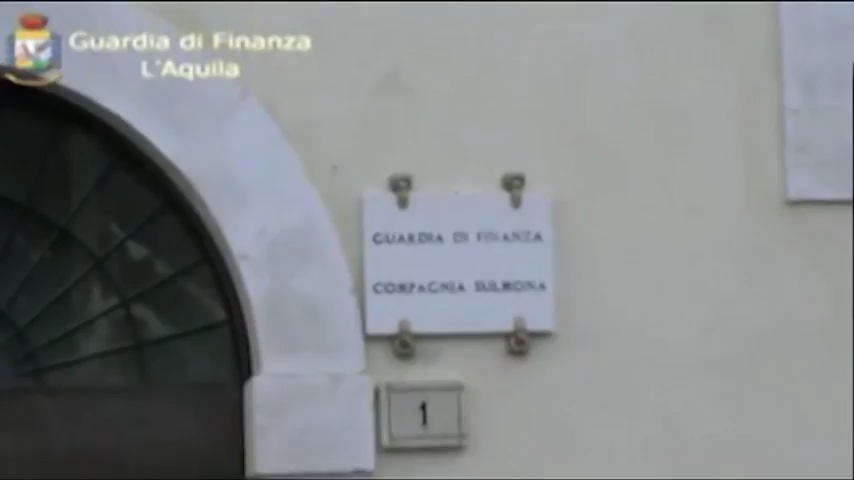 Guardia di Finanza
L'Aquila
GUARDIA DI FINANZA
COMPAGNIA SULMONA
1